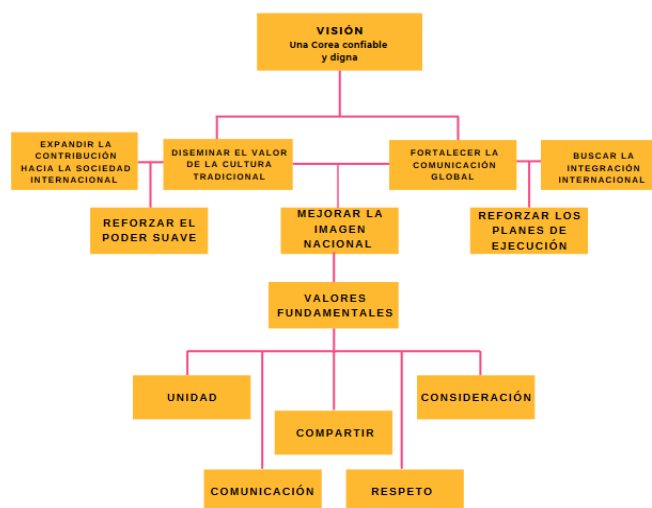 VISIÓN
Una Corea confiable
y digna
EXPANDIR LA
CONTRIBUCIÓN
HACIA LA SOCIEDAD
INTERNACIONAL
DISEMINAR EL VALOR
DE LA CULTURA
TRADICIONAL
FORTALECER LA
COMUNICACIÓN
GLOBAL
BUSCAR LA
INTEGRACIÓN
INTERNACIONAL
REFORZAR EL
PODER SUAVE
MEJORAR LA
IMAGEN
NACIONAL
REFORZAR LOS
PLANES DE
EJECUCIÓN
VALORES
FUNDAMENTALES
UNIDAD
CONSIDERACIÓN
COMPARTIR
COMUNICACIÓN
RESPETO